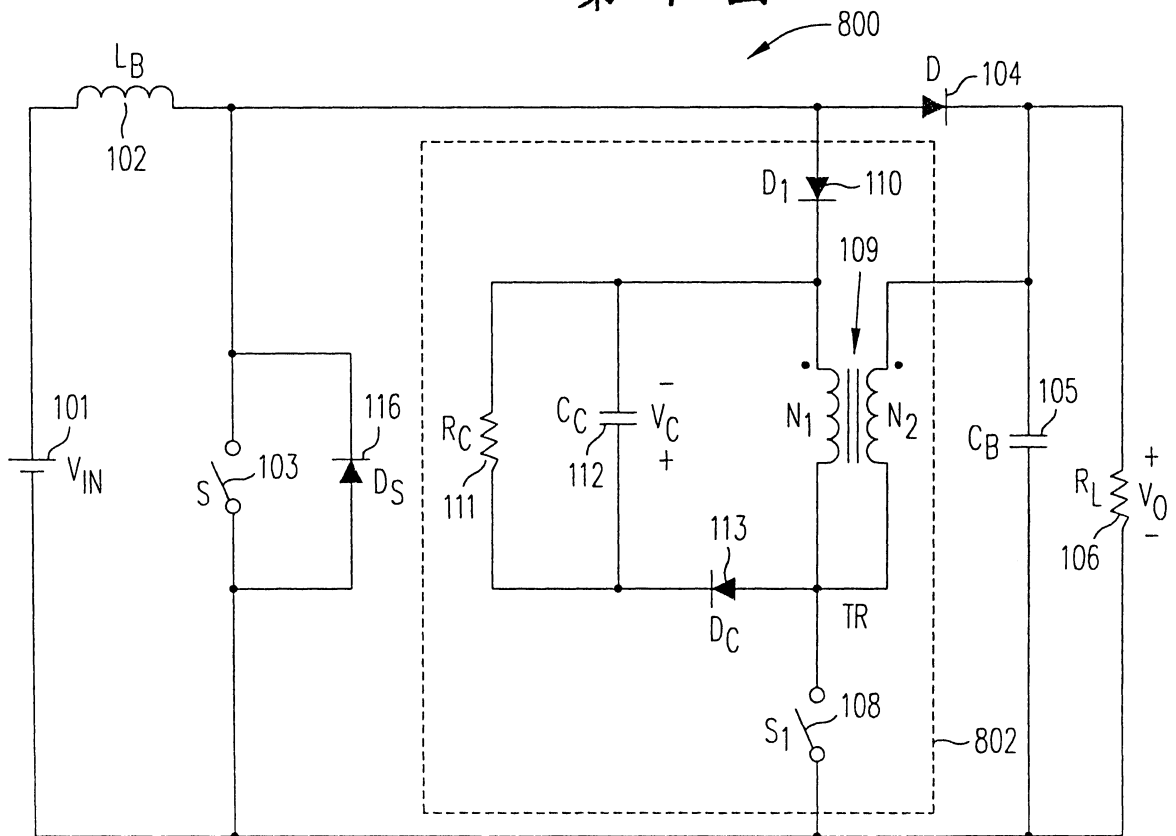 第
800
L_B
102
D
104
D_1
110
109
101
V_IN
S
103
116
D_S
R_C
111
C_C
112
−
V_C
+
N_1
N_2
113
D_C
TR
C_B
105
R_L
106
+
V_O
−
S_1
108
802